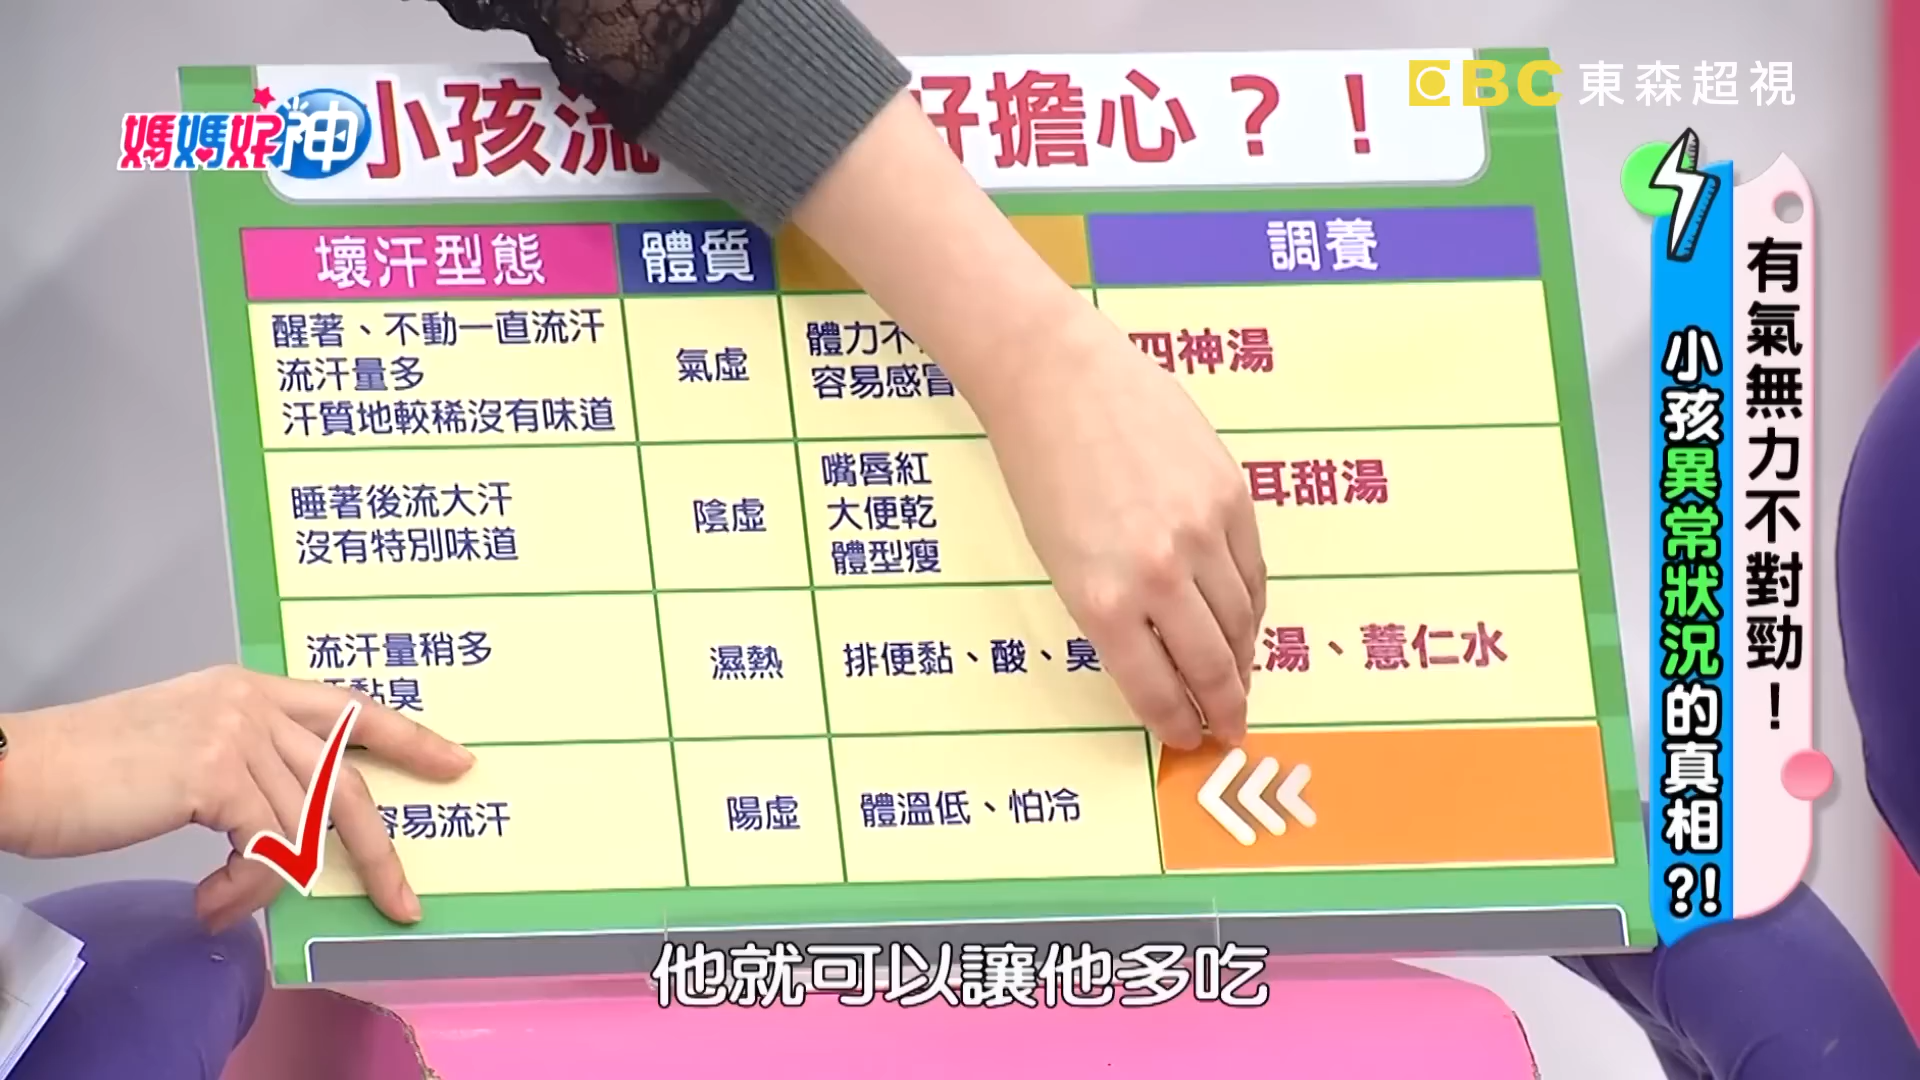 媽媽好神
小孩流
好擔心？！
EBC 東森超視
有氣無力不對勁！
小孩異常狀況的真相?!
壞汗型態
體質
調養
醒著、不動一直流汗
流汗量多
汗質地較稀沒有味道
氣虛
體力不
容易感冒
四神湯
睡著後流大汗
沒有特別味道
陰虛
嘴唇紅
大便乾
體型瘦
耳甜湯
流汗量稍多
黏臭
濕熱
排便黏、酸、臭
湯、薏仁水
容易流汗
陽虛
體溫低、怕冷
他就可以讓他多吃